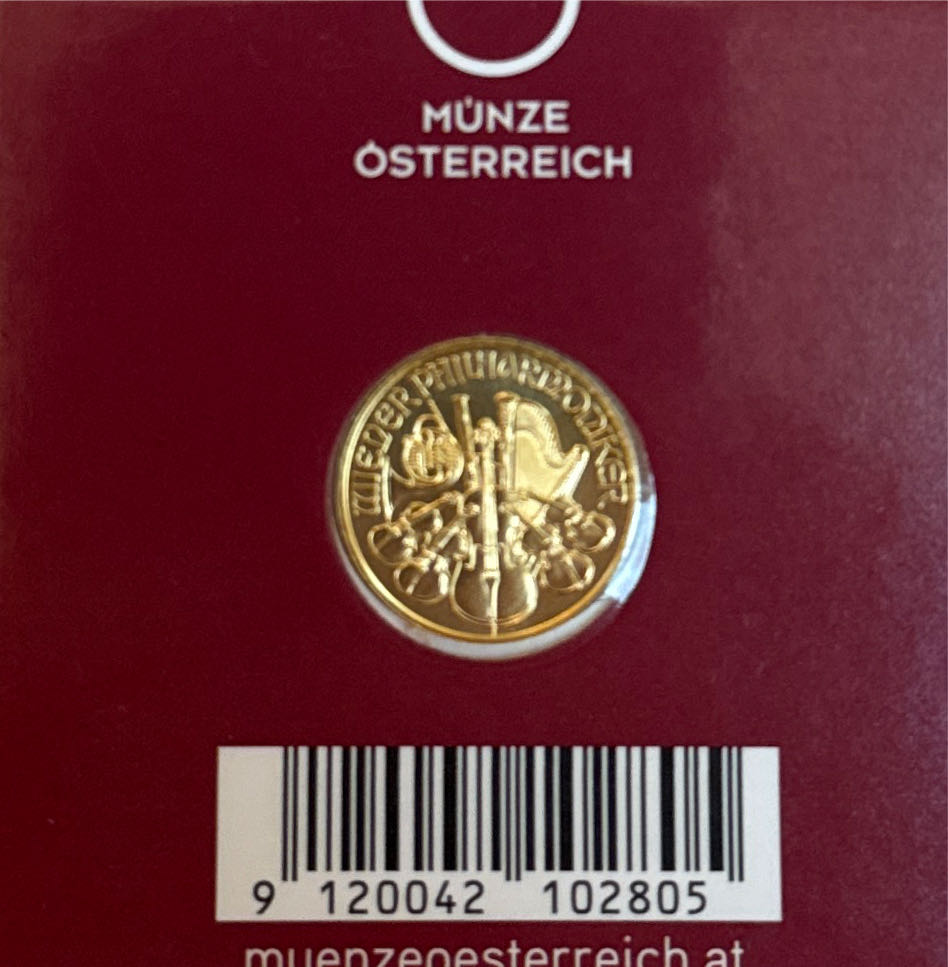 MÜNZE
ÖSTERREICH
WIENER PHILHARMONIKER
9 120042 102805
muenzeoesterreich.at